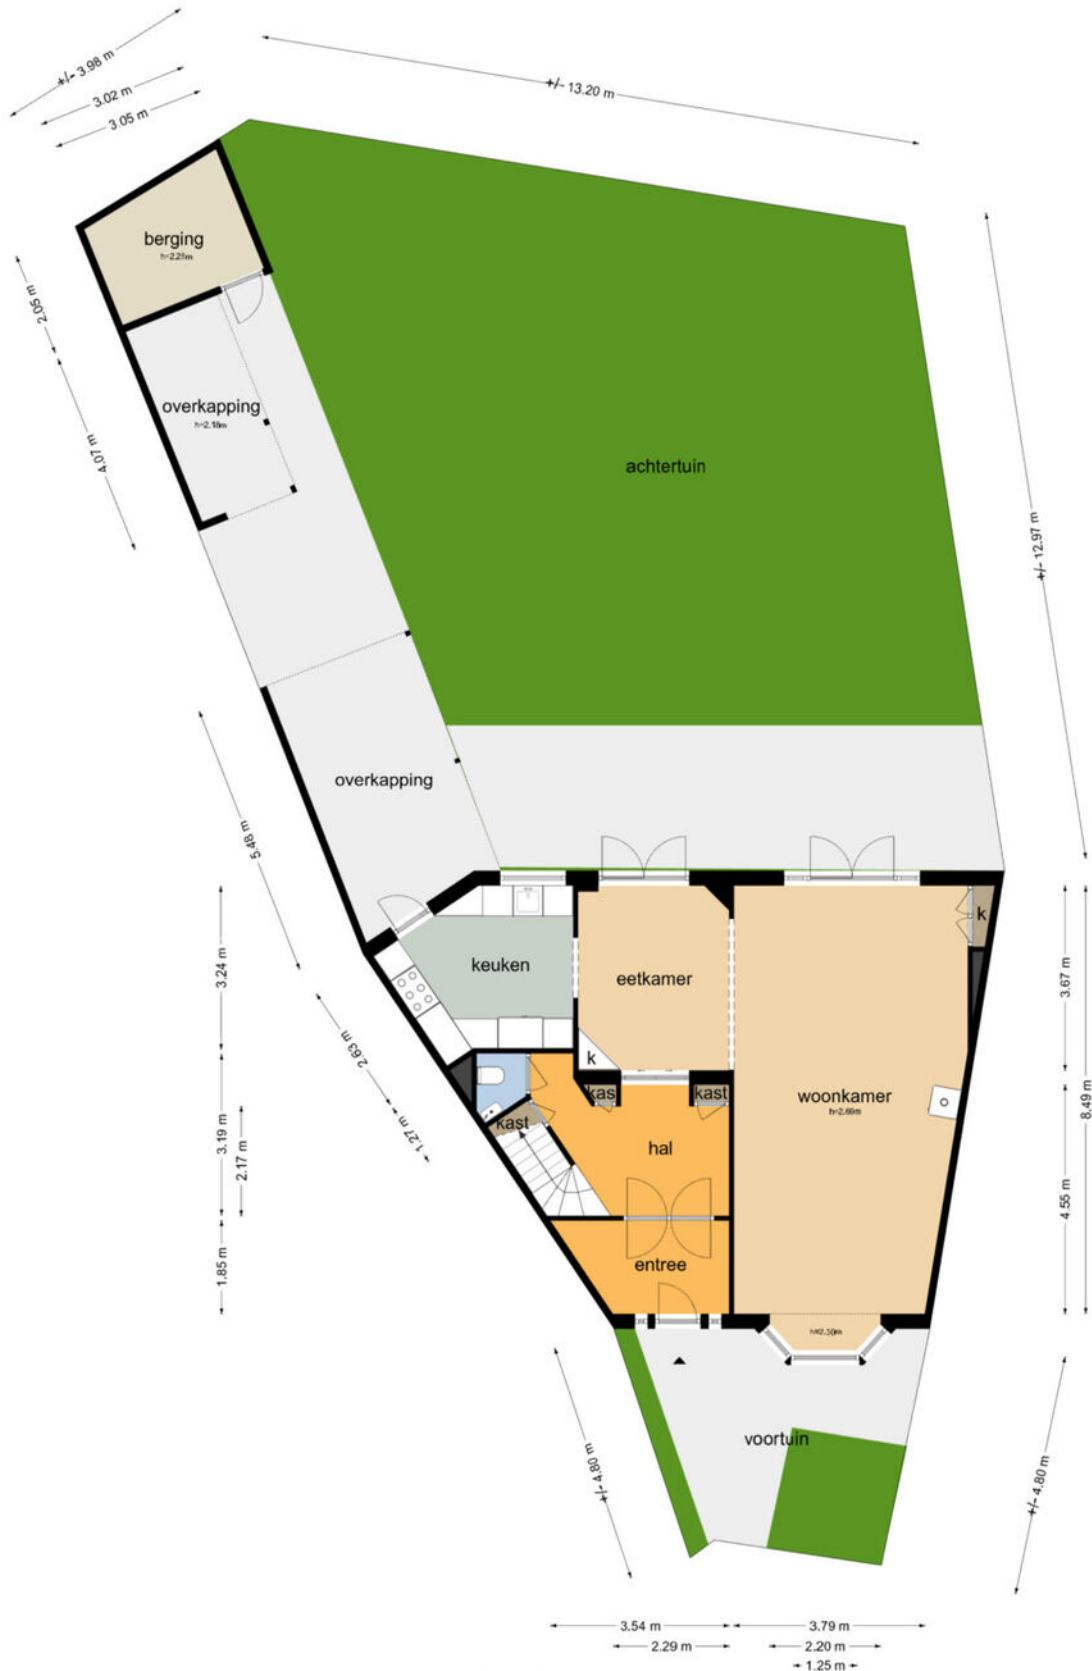 +/- 3.98 m
3.02 m
3.05 m
+/- 13.20 m
berging
h=2.25m
2.05 m
overkapping
h=2.18m
4.07 m
achtertuin
+/- 12.97 m
overkapping
5.48 m
keuken
eetkamer
k
k
3.24 m
3.67 m
2.63 m
kas
kast
woonkamer
h=2.69m
8.49 m
3.19 m
2.17 m
1.27 m
kast
hal
4.55 m
1.85 m
entree
h=2.30m
voortuin
+/- 4.80 m
+/- 4.80 m
3.54 m
3.79 m
2.29 m
2.20 m
1.25 m